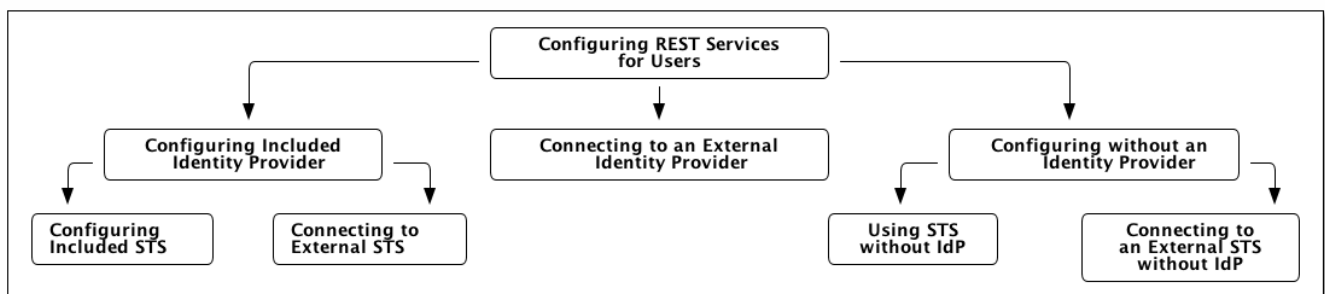 Configuring REST Services
for Users
Configuring Included
Identity Provider
Connecting to an External
Identity Provider
Configuring without an
Identity Provider
Configuring
Included STS
Connecting to
External STS
Using STS
without IdP
Connecting to
an External STS
without IdP